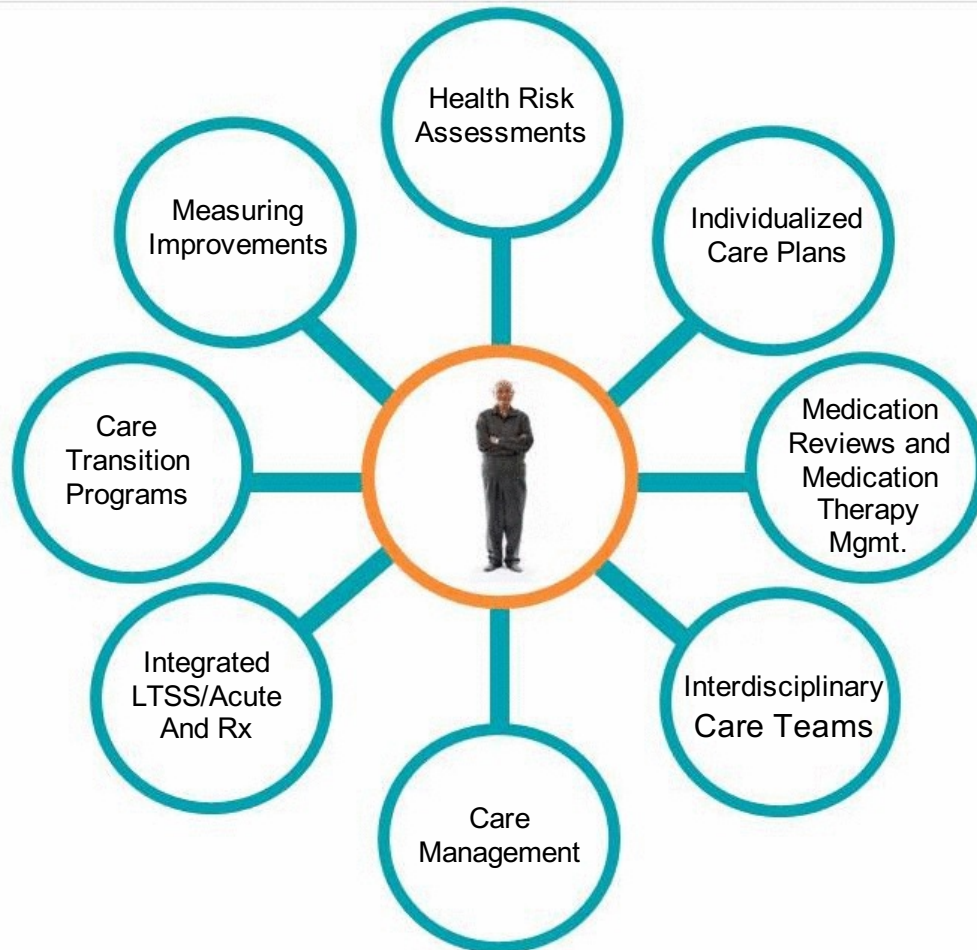 Health Risk
Assessments
Individualized
Care Plans
Medication
Reviews and
Medication
Therapy
Mgmt.
Interdisciplinary
Care Teams
Care
Management
Integrated
LTSS/Acute
And Rx
Care
Transition
Programs
Measuring
Improvements